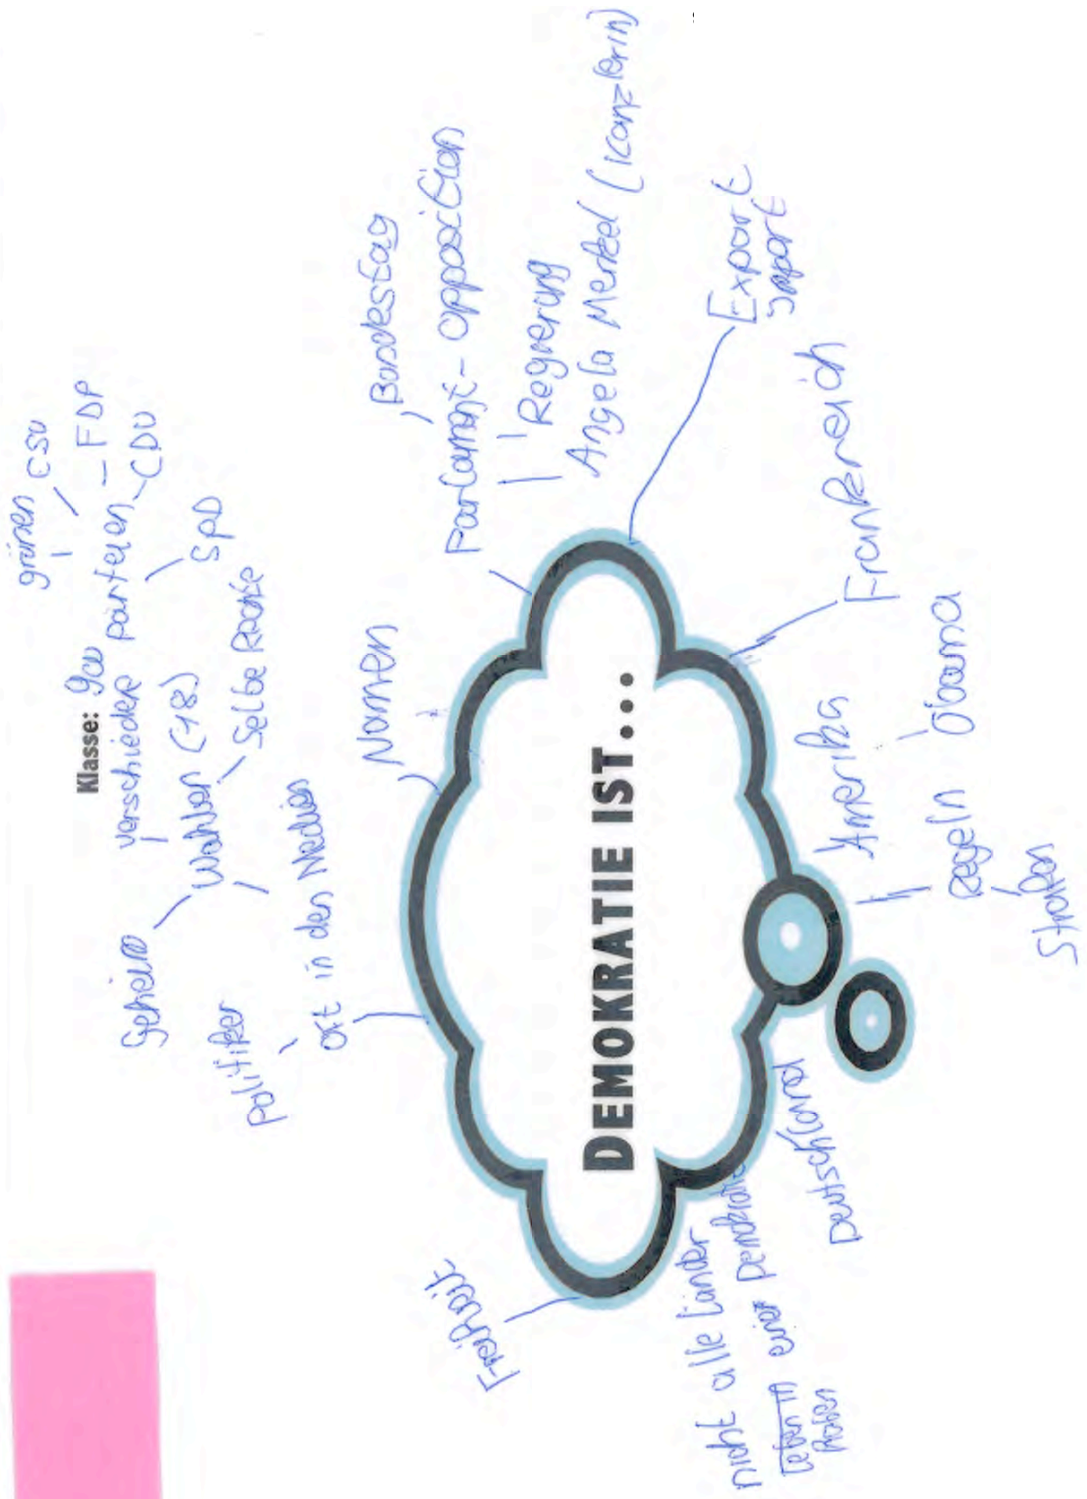 Klasse: 9co
grünen CSU
verschiedene parteien – FDP
CDU
SPD
Geheim
Wahlen (18)
Selbe Rechte
Politiker
oft in den Medien
Namen
Bundestag
Parlament – Opposition
Regierung
Angela Merkel (Kanzlerin)
Export
Import
Freiheit
DEMOKRATIE IST...
Frankreich
Amerika
Obama
Regeln
Strafen
Deutschland
nicht alle Länder
Leben in einer Demokratie